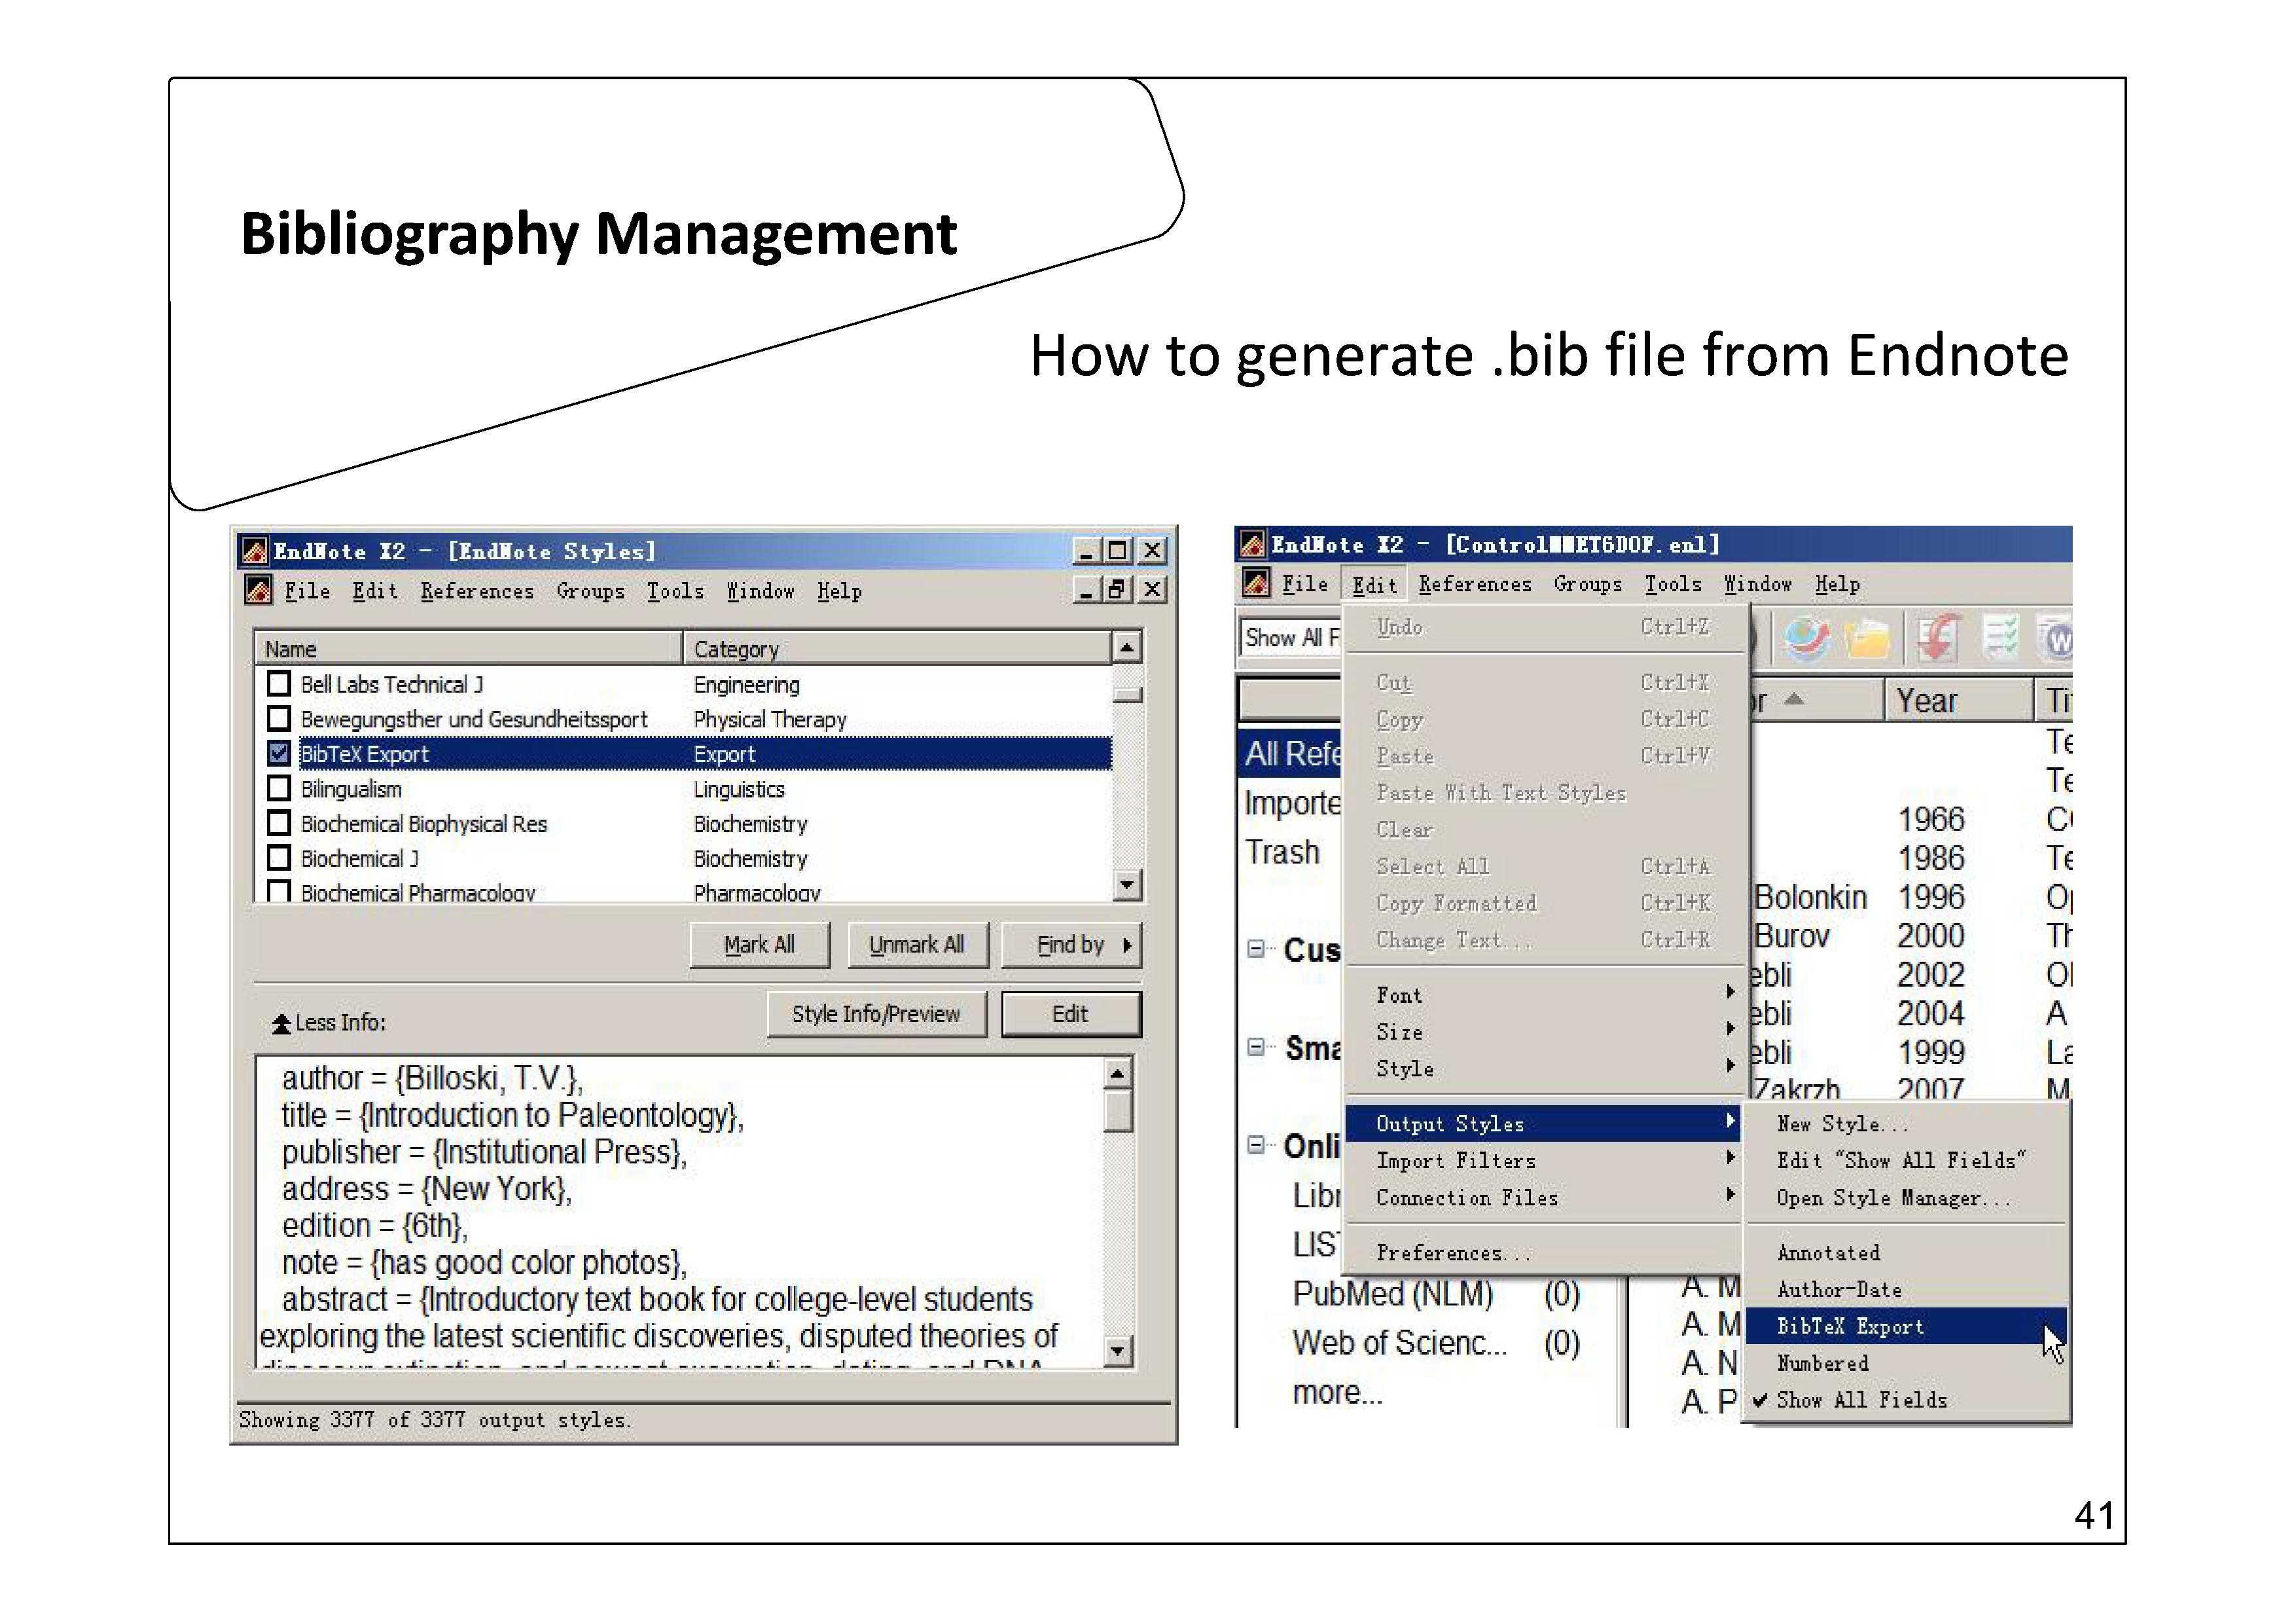 Bibliography Management
How to generate .bib file from Endnote
EndNote X2 - [EndNote Styles]
File Edit References Groups Tools Window Help
Name Category
Bell Labs Technical J Engineering
Bewegungsther und Gesundheitssport Physical Therapy
BibTeX Export Export
Bilingualism Linguistics
Biochemical Biophysical Res Biochemistry
Biochemical J Biochemistry
Biochemical Pharmacology Pharmacology
Mark All Unmark All Find by
Less Info: Style Info/Preview Edit
author = {Billoski, T.V.},
title = {Introduction to Paleontology},
publisher = {Institutional Press},
address = {New York},
edition = {6th},
note = {has good color photos},
abstract = {Introductory text book for college-level students
exploring the latest scientific discoveries, disputed theories of
Showing 3377 of 3377 output styles.
EndNote X2 - [ControlMMET6DOF.enl]
File Edit References Groups Tools Window Help
Show All F
Undo Ctrl+Z
Cut Ctrl+X
Copy Ctrl+C
Paste Ctrl+V
Paste With Text Styles
Clear
Select All Ctrl+A
Copy Formatted Ctrl+K
Change Text... Ctrl+R
Font
Size
Style
Output Styles
Import Filters
Connection Files
Preferences...
New Style...
Edit "Show All Fields"
Open Style Manager...
Annotated
Author-Date
BibTeX Export
Numbered
Show All Fields
All Refe
Importe
Trash
Cus
Sma
Onli
Libr
LIS
PubMed (NLM) (0)
Web of Scienc... (0)
more...
or Year Ti
Te
Te
1966 C
1986 Te
Bolonkin 1996 O
Burov 2000 Th
ebli 2002 O
ebli 2004 A
ebli 1999 La
Zakrzh 2007 M
A. M
A. M
A. N
A. P
41